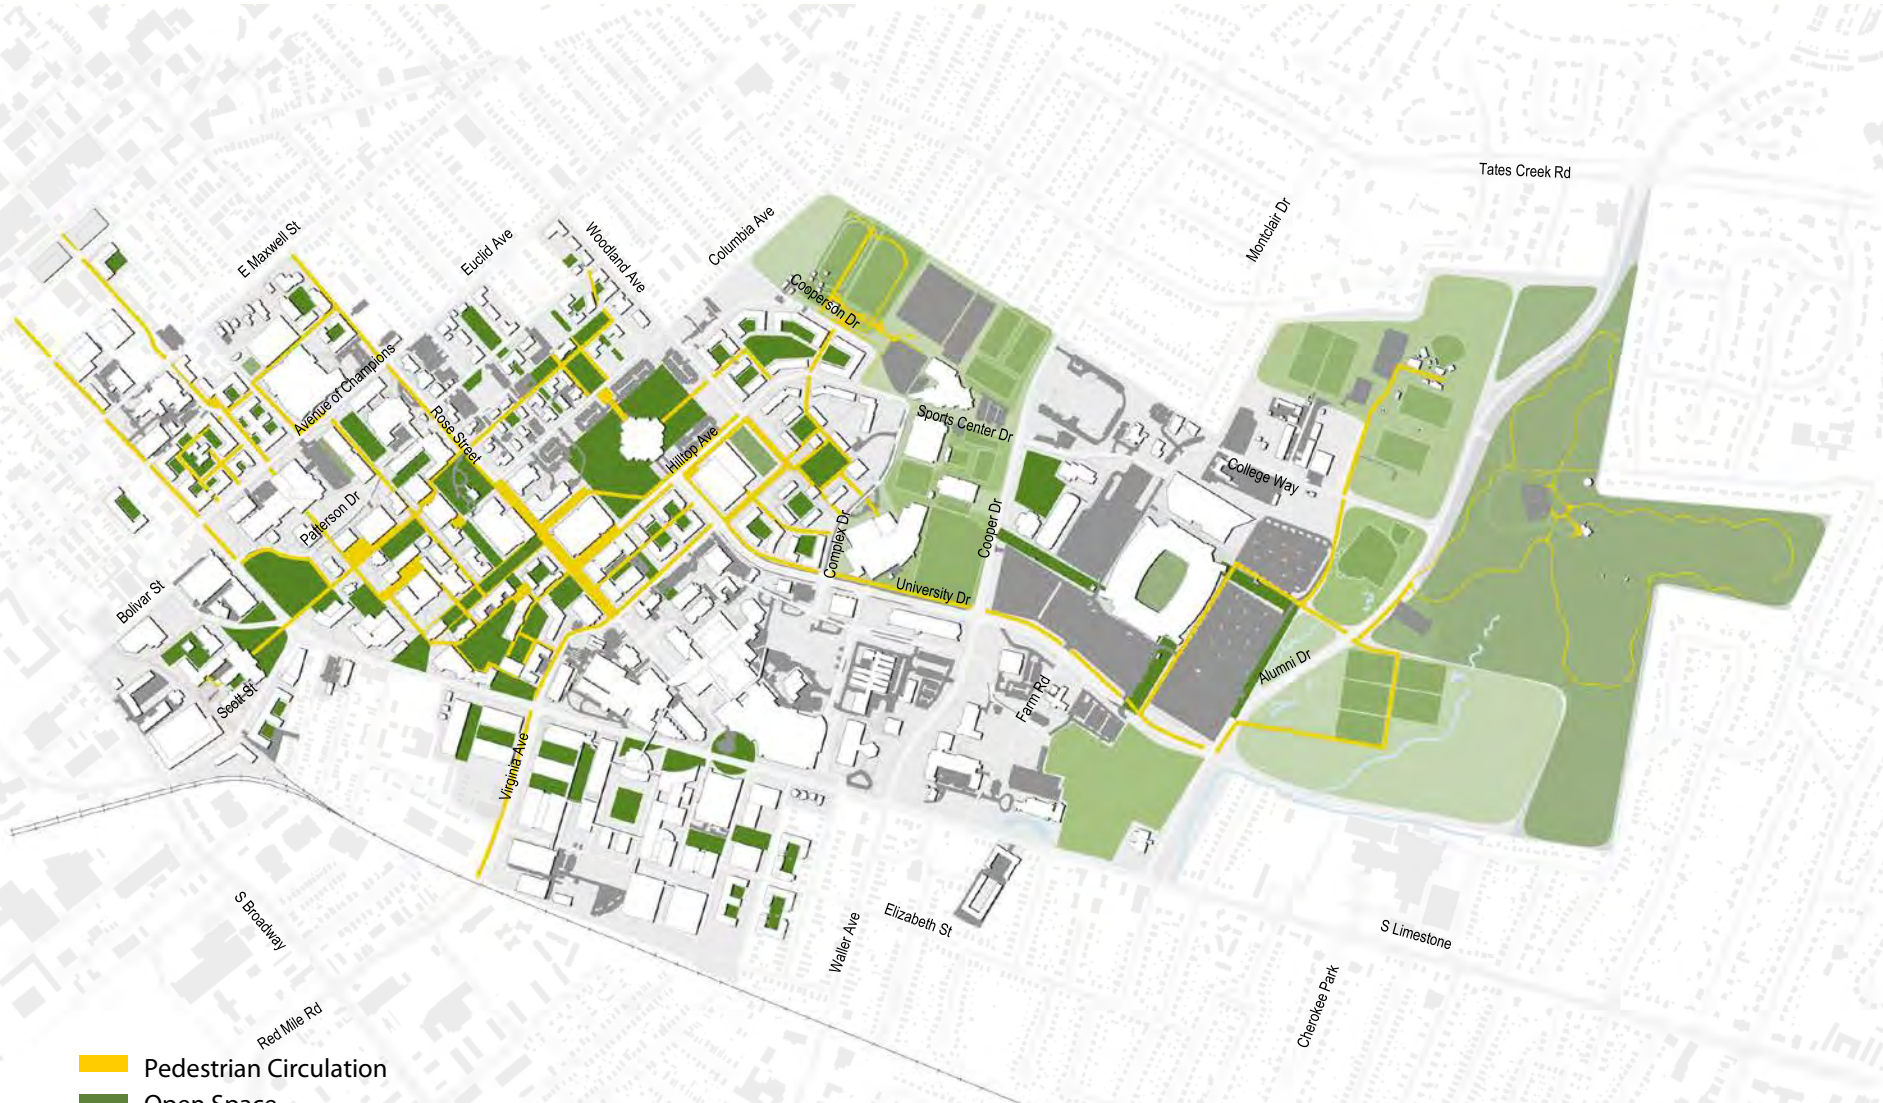 Tates Creek Rd
Montclair Dr
Columbia Ave
Woodland Ave
Euclid Ave
E Maxwell St
Cooperson Dr
Avenue of Champions
Rose Street
Sports Center Dr
Hilltop Ave
College Way
Patterson Dr
Complex Dr
Cooper Dr
University Dr
Bolivar St
Scott St
Alumni Dr
Farm Rd
Virginia Ave
S Broadway
Elizabeth St
Waller Ave
S Limestone
Cherokee Park
Red Mile Rd
Pedestrian Circulation
Open Space